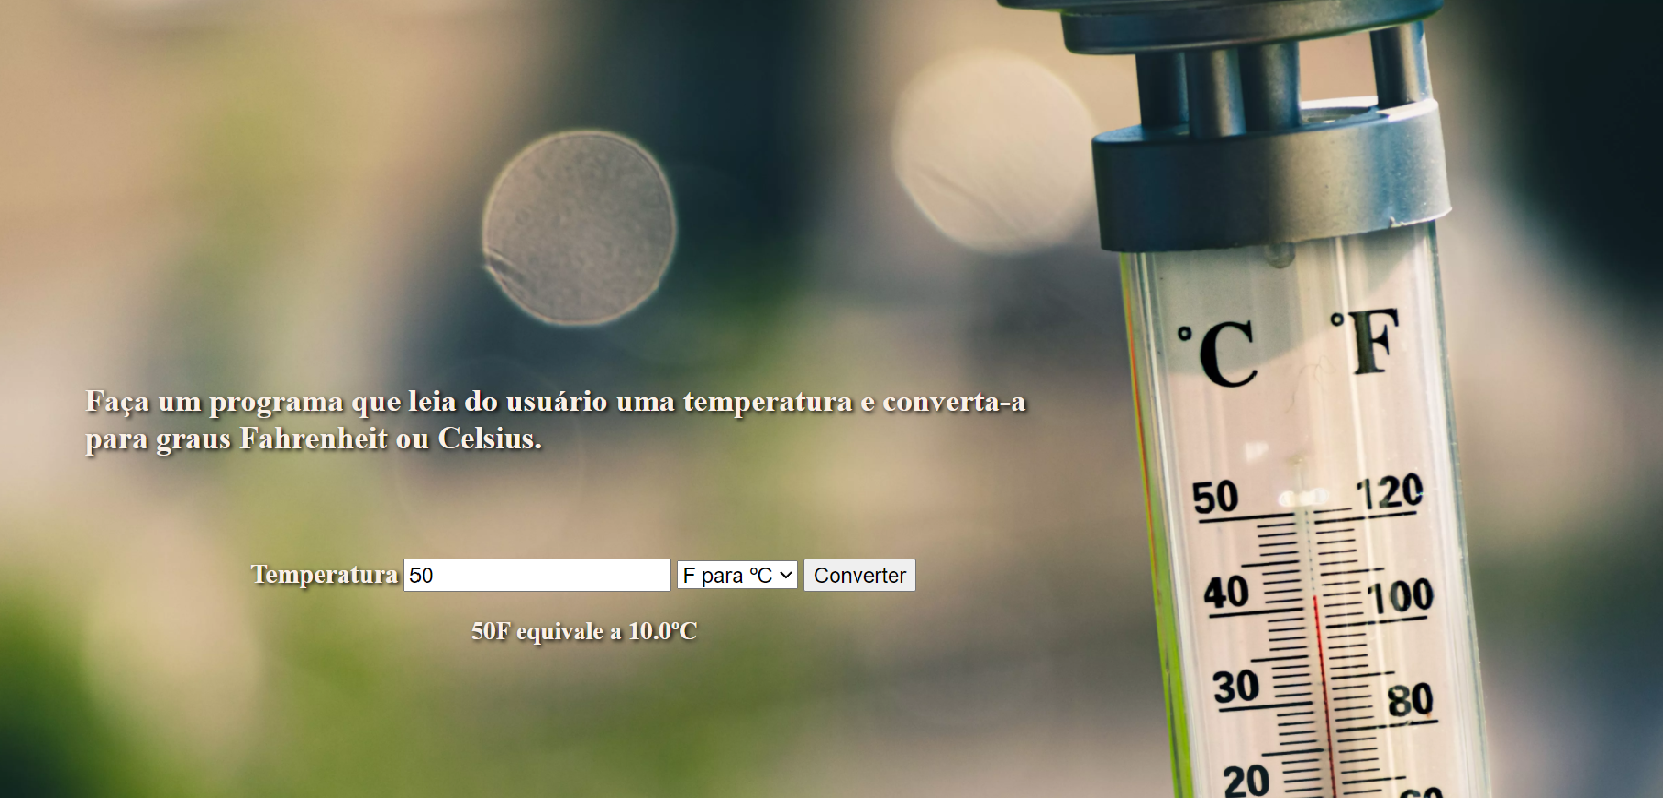 °C °F
Faça um programa que leia do usuário uma temperatura e converta-a
para graus Fahrenheit ou Celsius.
50 120
Temperatura 50 F para ºC Converter
40 100
50F equivale a 10.0ºC
30 80
20